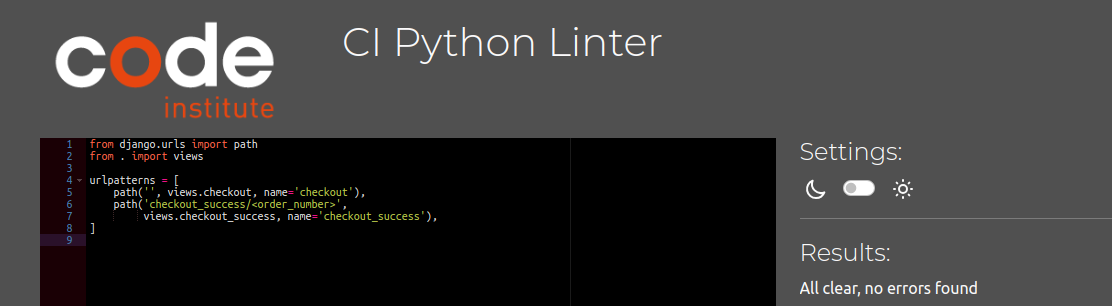 code
institute
CI Python Linter
1 from django.urls import path
2 from . import views
3
4 urlpatterns = [
5     path('', views.checkout, name='checkout'),
6     path('checkout_success/<order_number>',
7          views.checkout_success, name='checkout_success'),
8 ]
9
Settings:
Results:
All clear, no errors found